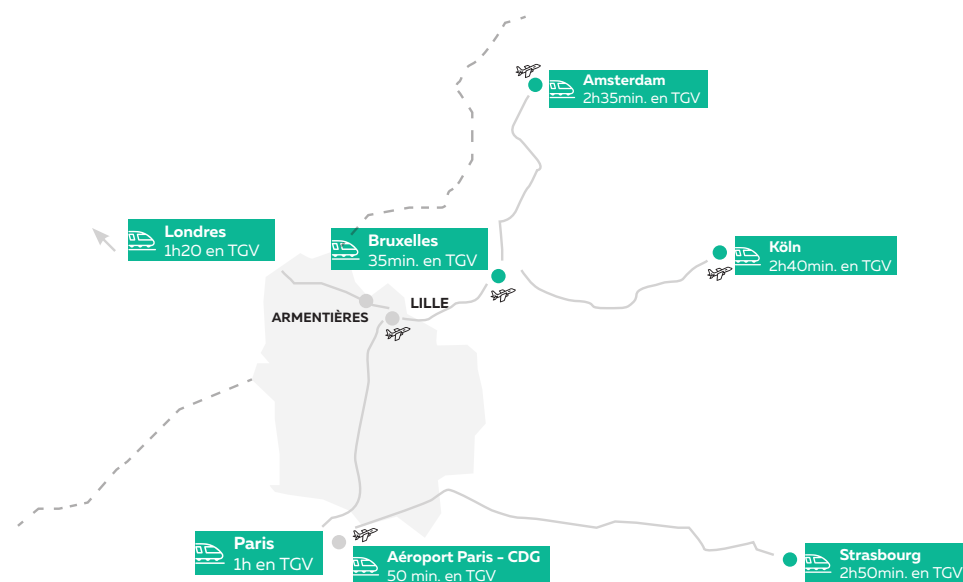 Amsterdam
2h35min. en TGV
Londres
1h20 en TGV
Bruxelles
35min. en TGV
Köln
2h40min. en TGV
LILLE
ARMENTIÈRES
Paris
1h en TGV
Aéroport Paris - CDG
50 min. en TGV
Strasbourg
2h50min. en TGV